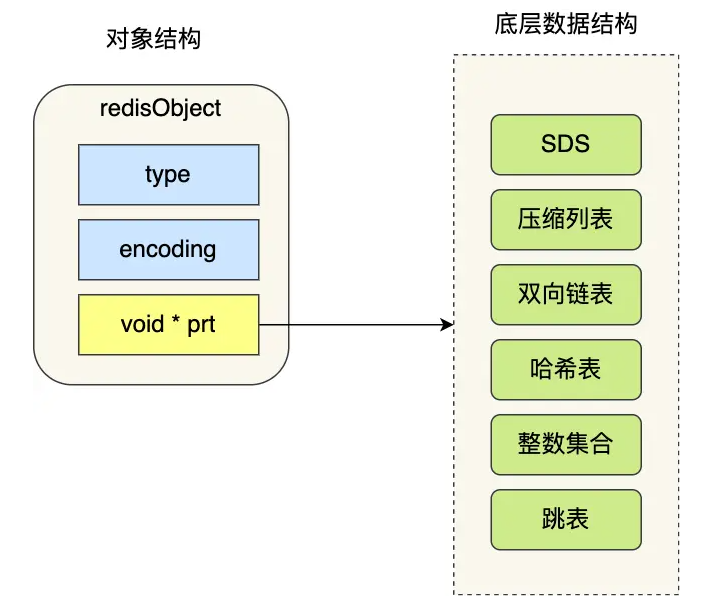 对象结构
redisObject
type
encoding
void * prt
底层数据结构
SDS
压缩列表
双向链表
哈希表
整数集合
跳表